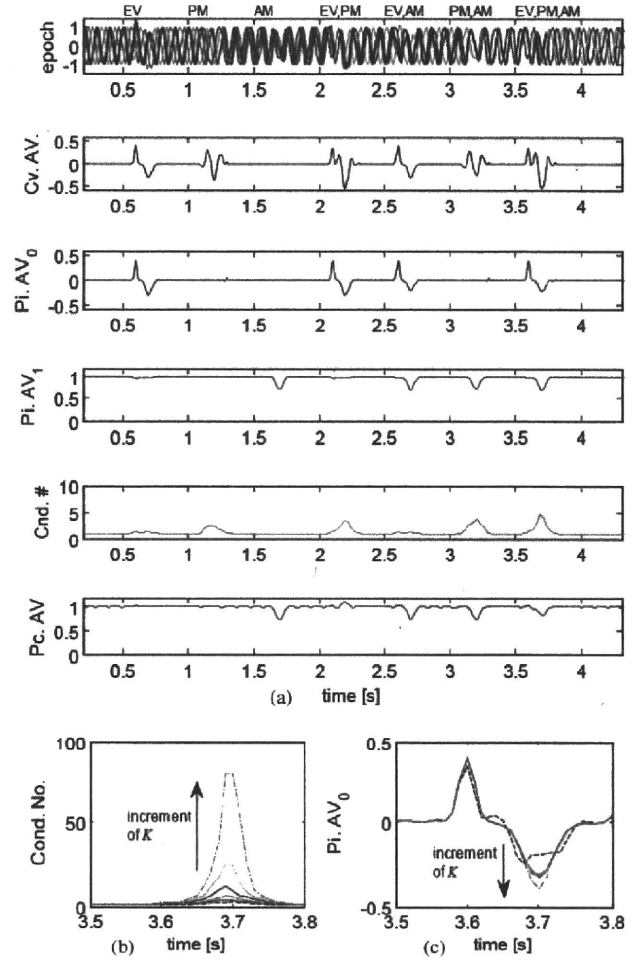 EV PM AM EV,PM EV,AM PM,AM EV,PM,AM
epoch
1
0
-1
0.5 1 1.5 2 2.5 3 3.5 4
Cv. AV.
0.5
0
-0.5
0.5 1 1.5 2 2.5 3 3.5 4
Pi. AV0
0.5
0
-0.5
0.5 1 1.5 2 2.5 3 3.5 4
Pi. AV1
1
0
0.5 1 1.5 2 2.5 3 3.5 4
Cnd. #
10
5
0
0.5 1 1.5 2 2.5 3 3.5 4
Pc. AV
1
0.5
0
0.5 1 1.5 2 2.5 3 3.5 4
(a) time [s]
Cond. No.
100
50
0
increment
of K
3.5 3.6 3.7 3.8
(b) time [s]
Pi. AV0
0.5
0
-0.5
increment
of K
3.5 3.6 3.7 3.8
(c) time [s]